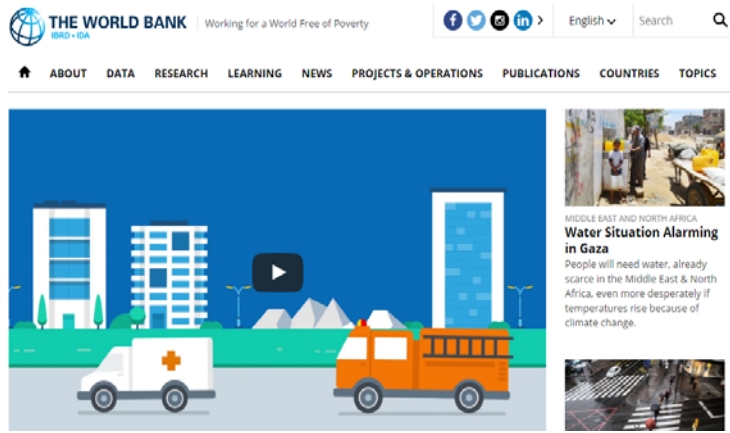 THE WORLD BANK
IBRD • IDA
Working for a World Free of Poverty
English
Search
ABOUT DATA RESEARCH LEARNING NEWS PROJECTS & OPERATIONS PUBLICATIONS COUNTRIES TOPICS
MIDDLE EAST AND NORTH AFRICA
Water Situation Alarming
in Gaza
People will need water, already
scarce in the Middle East & North
Africa, even more desperately if
temperatures rise because of
climate change.